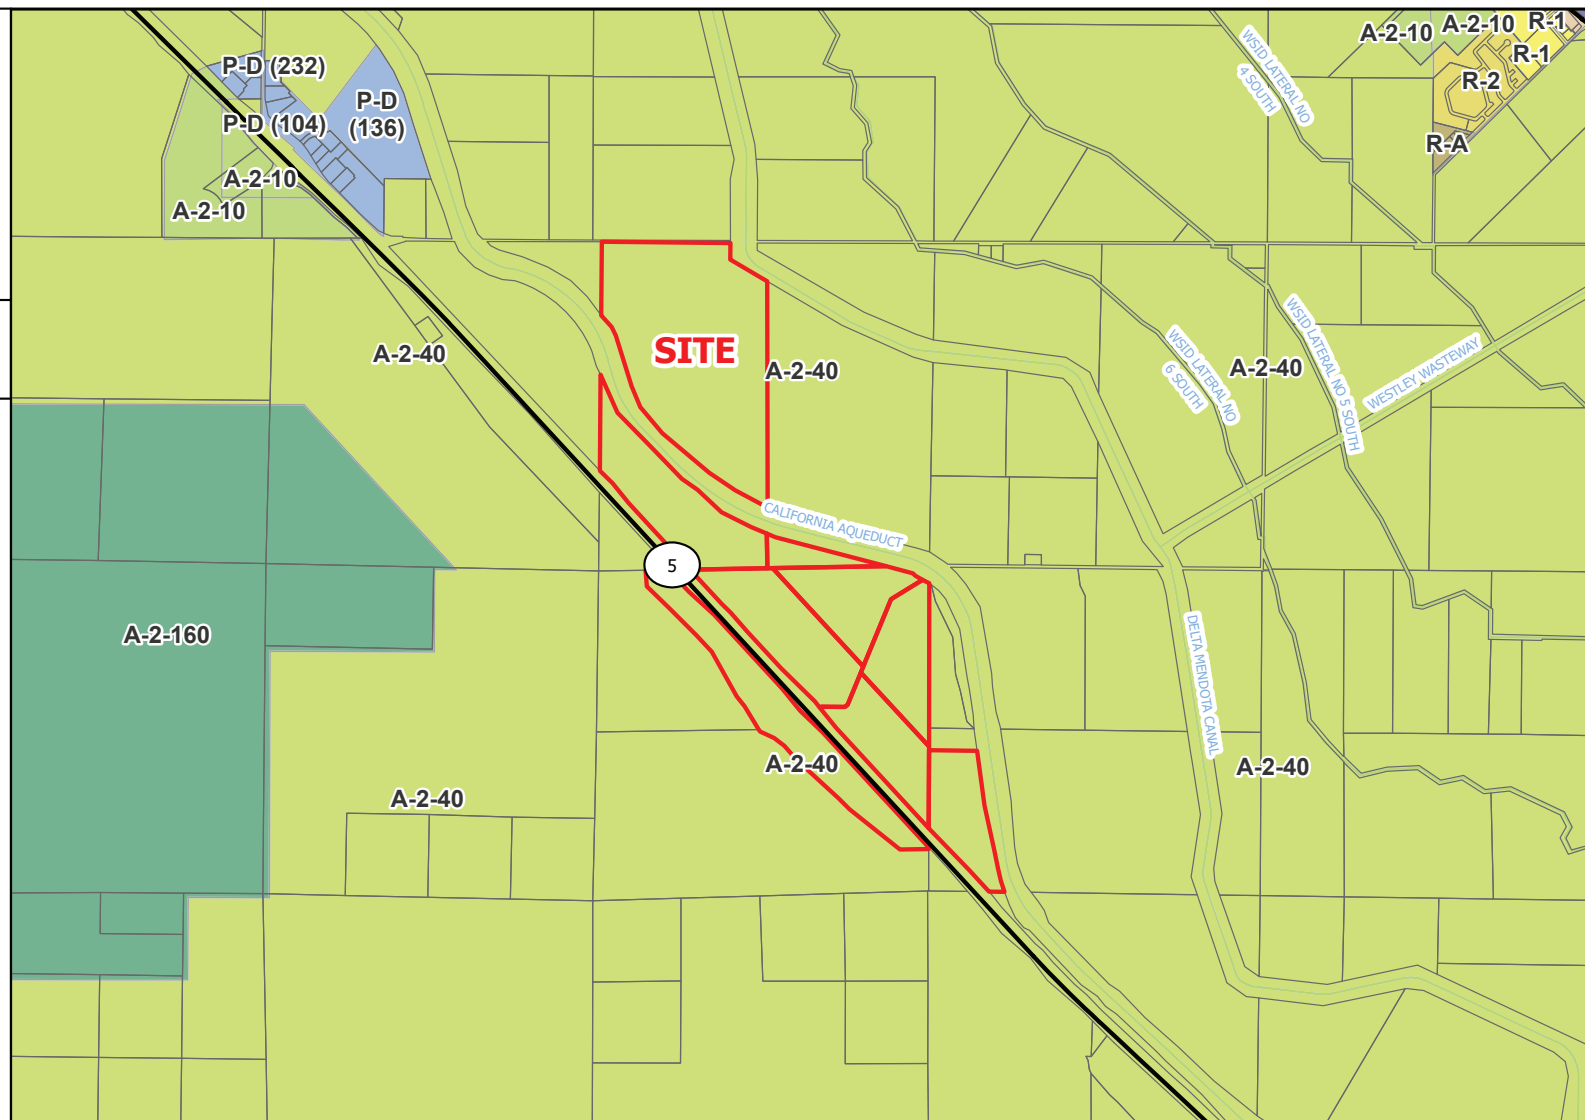 A-2-10
A-2-10
R-1
R-1
R-2
R-A
P-D (232)
P-D
(136)
P-D (104)
A-2-10
A-2-10
WSID LATERAL NO
4 SOUTH
SITE
A-2-40
A-2-40
A-2-40
WSID LATERAL NO
6 SOUTH
WSID LATERAL NO 5 SOUTH
WESTLEY WASTEWAY
CALIFORNIA AQUEDUCT
5
A-2-160
DELTA MENDOTA CANAL
A-2-40
A-2-40
A-2-40